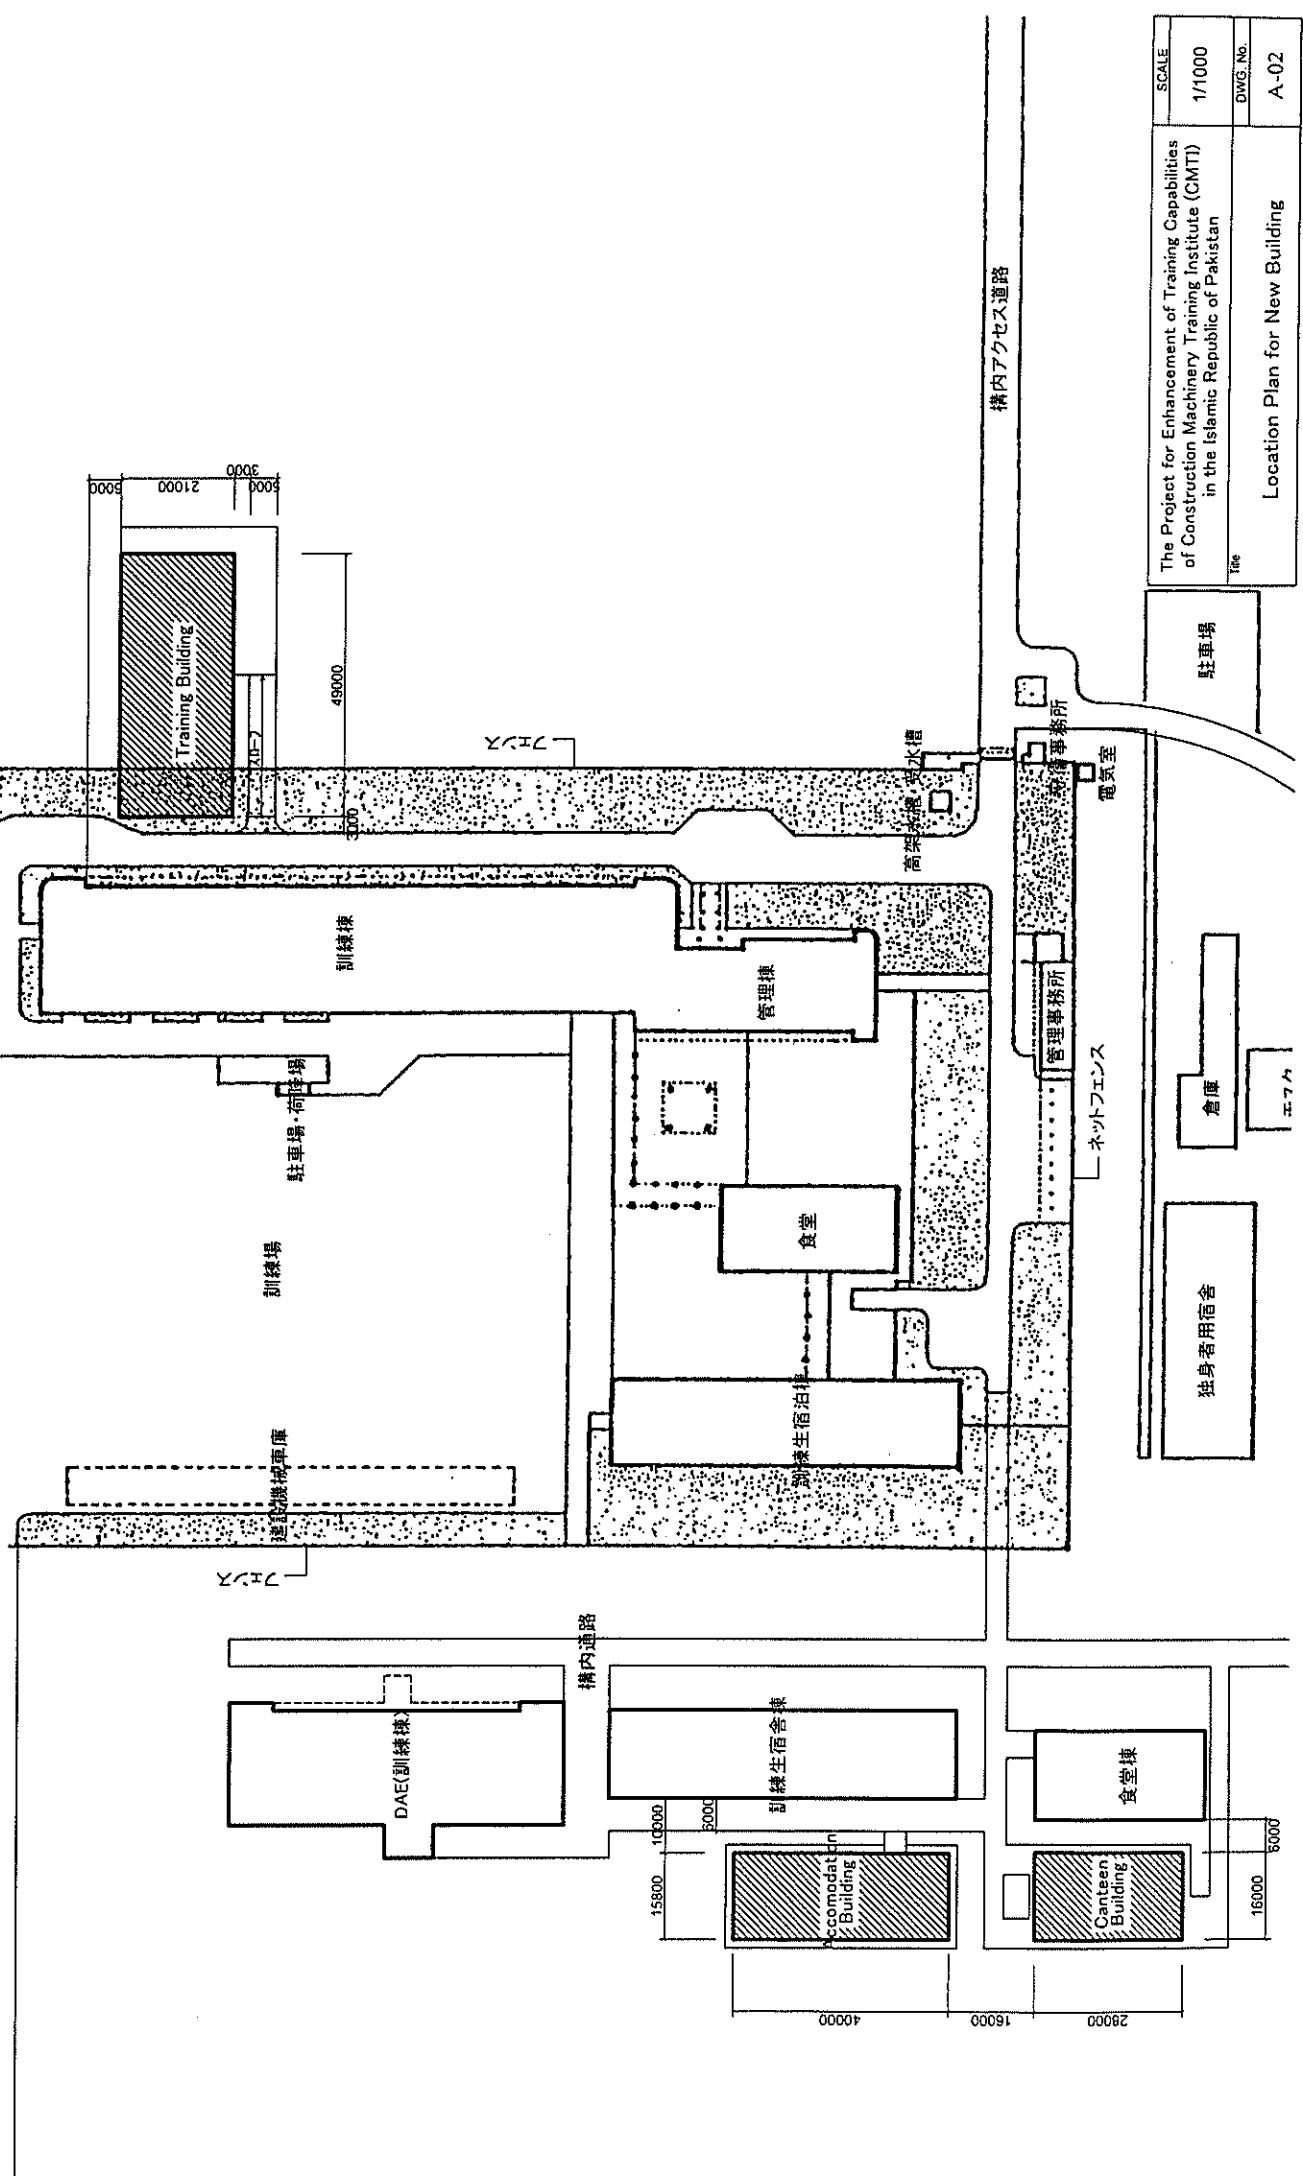 SCALE
1/1000
DWG. No.
A-02
The Project for Enhancement of Training Capabilities
of Construction Machinery Training Institute (CMTI)
in the Islamic Republic of Pakistan
Title
Location Plan for New Building
構内アクセス道路
駐車場
5000
21000
3000
5000
Training Building
49000
スロープ
3000
フェンス
受水槽
高架水槽
電気室
訓練棟
管理棟
管理事務所
ネットフェンス
倉庫
駐車場・荷降場
訓練場
食堂
独身者用宿舎
建設機械車庫
訓練生宿泊棟
フェンス
構内通路
DAE(訓練棟)
訓練生宿舎棟
食堂棟
10000
6000
15800
Accomodation
Building
Canteen
Building
6000
16000
40000
16000
28000